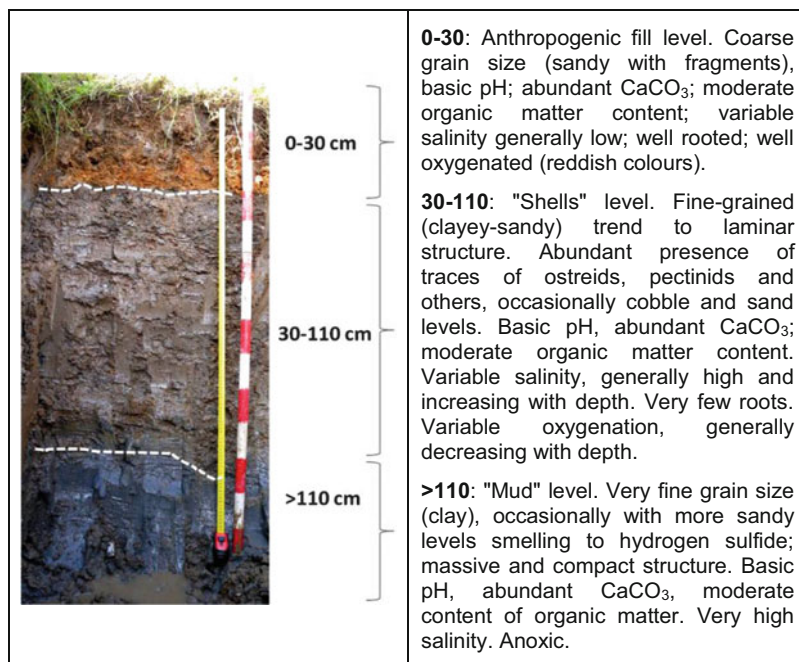 0-30 cm
30-110 cm
>110 cm
0-30: Anthropogenic fill level. Coarse
grain size (sandy with fragments),
basic pH; abundant CaCO₃; moderate
organic matter content; variable
salinity generally low; well rooted; well
oxygenated (reddish colours).
30-110: "Shells" level. Fine-grained
(clayey-sandy) trend to laminar
structure. Abundant presence of
traces of ostreids, pectinids and
others, occasionally cobble and sand
levels. Basic pH, abundant CaCO₃;
moderate organic matter content.
Variable salinity, generally high and
increasing with depth. Very few roots.
Variable oxygenation, generally
decreasing with depth.
>110: "Mud" level. Very fine grain size
(clay), occasionally with more sandy
levels smelling to hydrogen sulfide;
massive and compact structure. Basic
pH, abundant CaCO₃, moderate
content of organic matter. Very high
salinity. Anoxic.